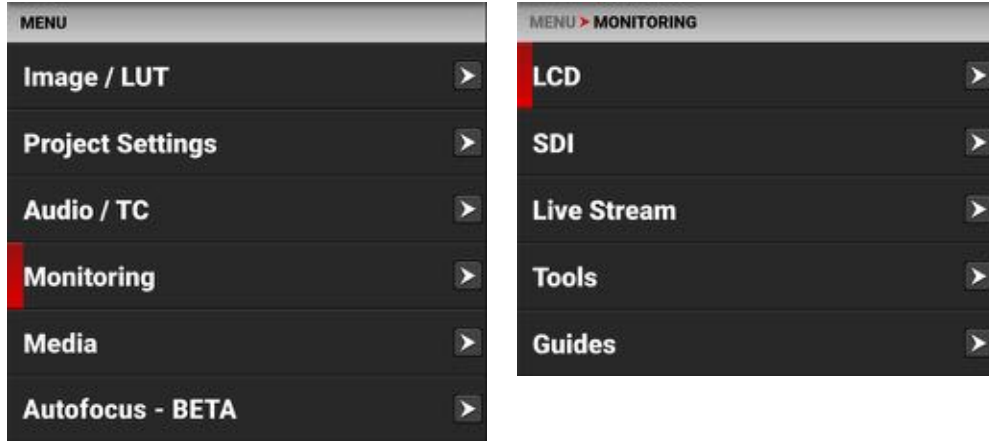 MENU
Image / LUT
Project Settings
Audio / TC
Monitoring
Media
Autofocus - BETA
MENU > MONITORING
LCD
SDI
Live Stream
Tools
Guides